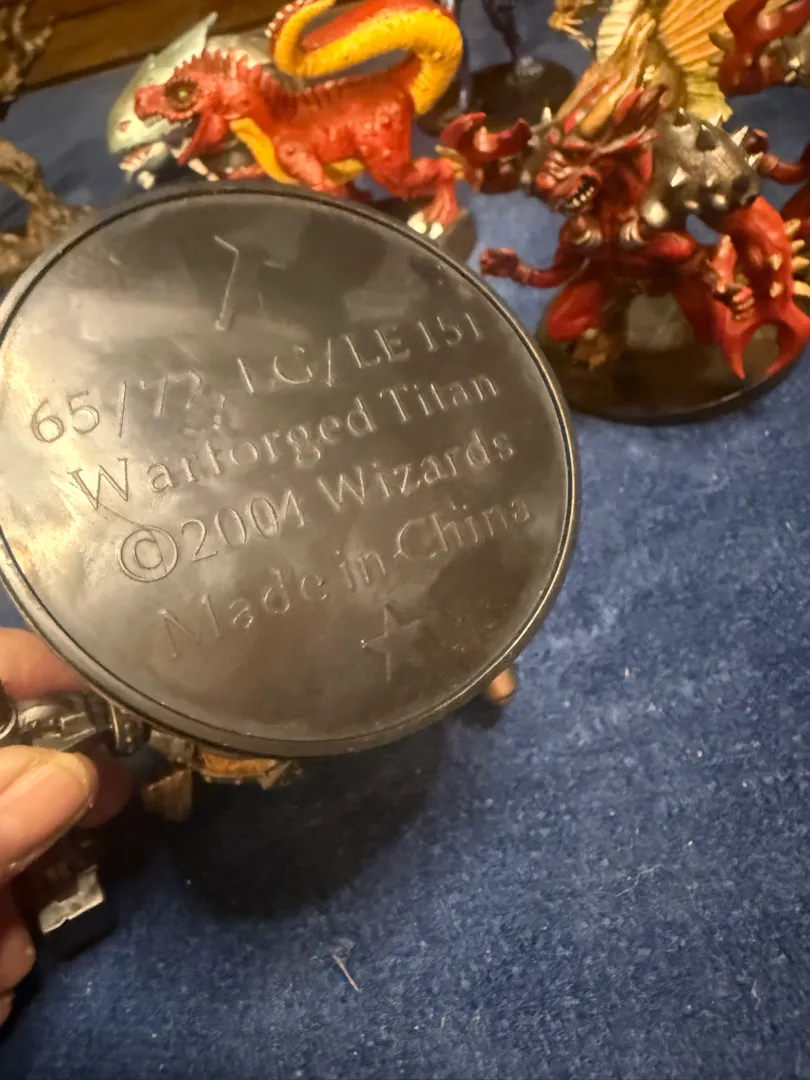 65/72, LG/LE 151
Warforged Titan
©2004 Wizards
Made in China